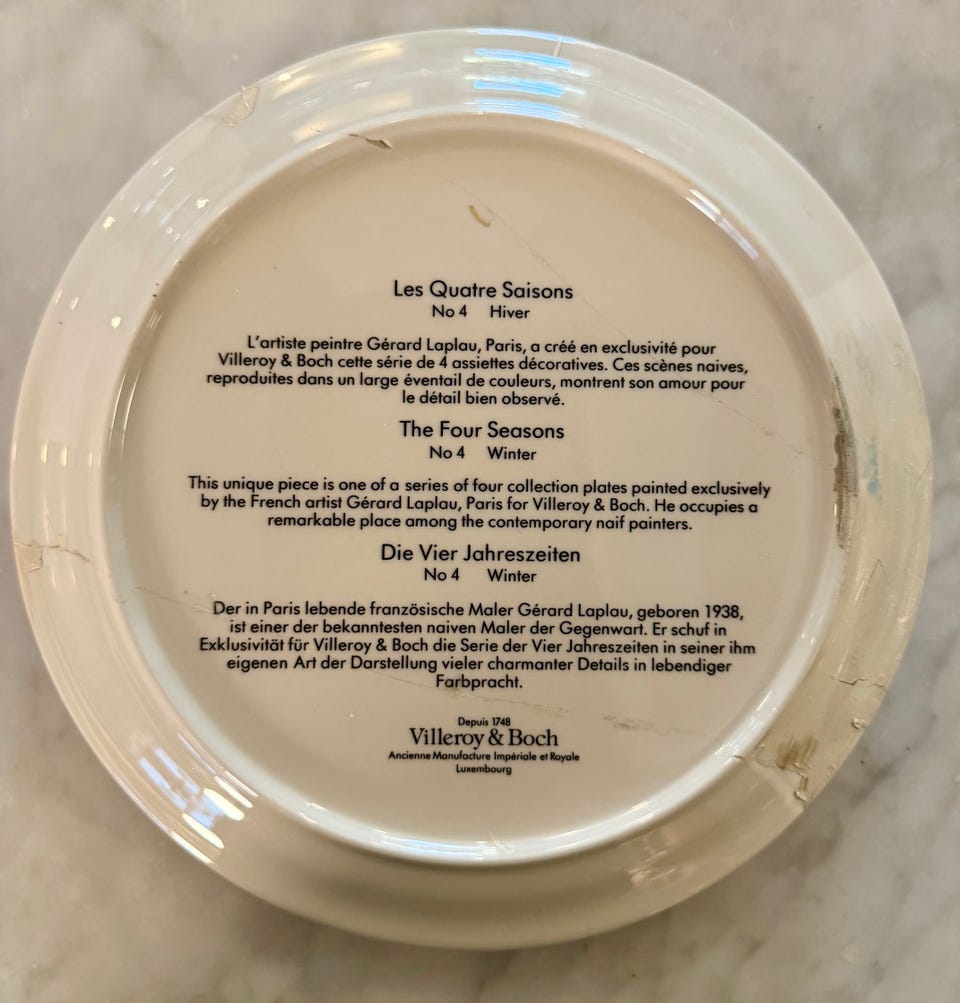 Les Quatre Saisons
No 4 Hiver
L'artiste peintre Gérard Laplau, Paris, a créé en exclusivité pour
Villeroy & Boch cette série de 4 assiettes décoratives. Ces scènes naives,
reproduites dans un large éventail de couleurs, montrent son amour pour
le détail bien observé.
The Four Seasons
No 4 Winter
This unique piece is one of a series of four collection plates painted exclusively
by the French artist Gérard Laplau, Paris for Villeroy & Boch. He occupies a
remarkable place among the contemporary naif painters.
Die Vier Jahreszeiten
No 4 Winter
Der in Paris lebende französische Maler Gérard Laplau, geboren 1938,
ist einer der bekanntesten naiven Maler der Gegenwart. Er schuf in
Exklusivität für Villeroy & Boch die Serie der Vier Jahreszeiten in seiner ihm
eigenen Art der Darstellung vieler charmanter Details in lebendiger
Farbpracht.
Depuis 1748
Villeroy & Boch
Ancienne Manufacture Impériale et Royale
Luxembourg